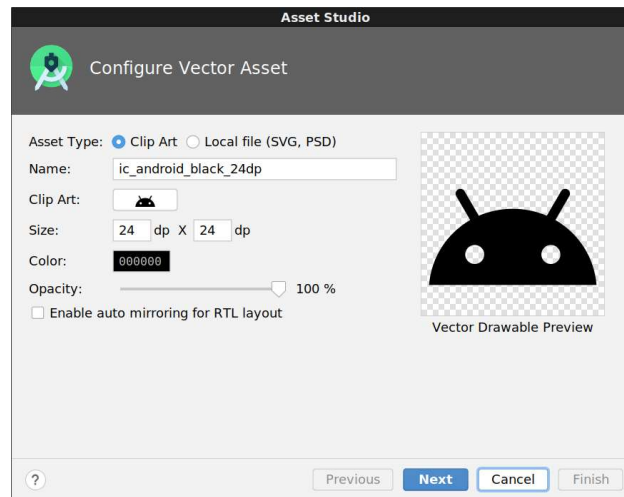 Asset Studio
Configure Vector Asset
Asset Type: Clip Art Local file (SVG, PSD)
Name: ic_android_black_24dp
Clip Art:
Size: 24 dp X 24 dp
Color: 000000
Opacity: 100 %
Enable auto mirroring for RTL layout
Vector Drawable Preview
? Previous Next Cancel Finish